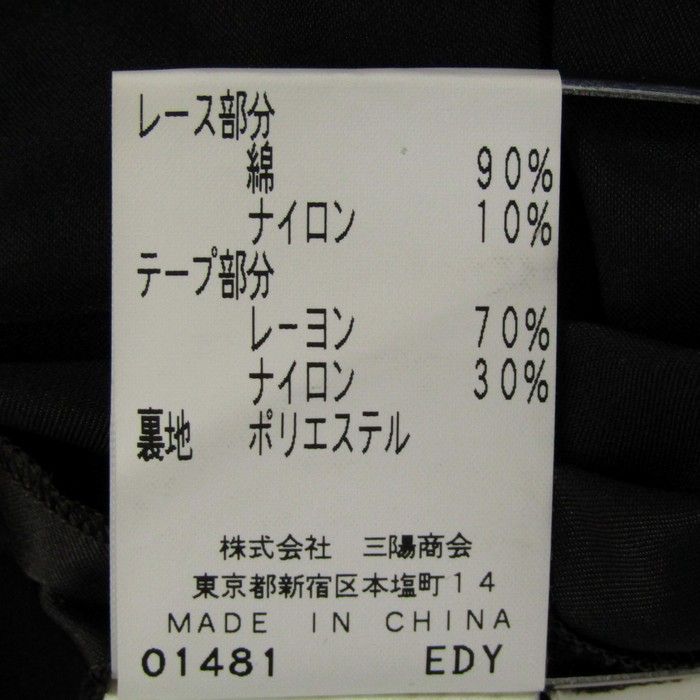 レース部分
綿 90%
ナイロン 10%
テープ部分
レーヨン 70%
ナイロン 30%
裏地 ポリエステル
株式会社 三陽商会
東京都新宿区本塩町14
MADE IN CHINA
01481 EDY